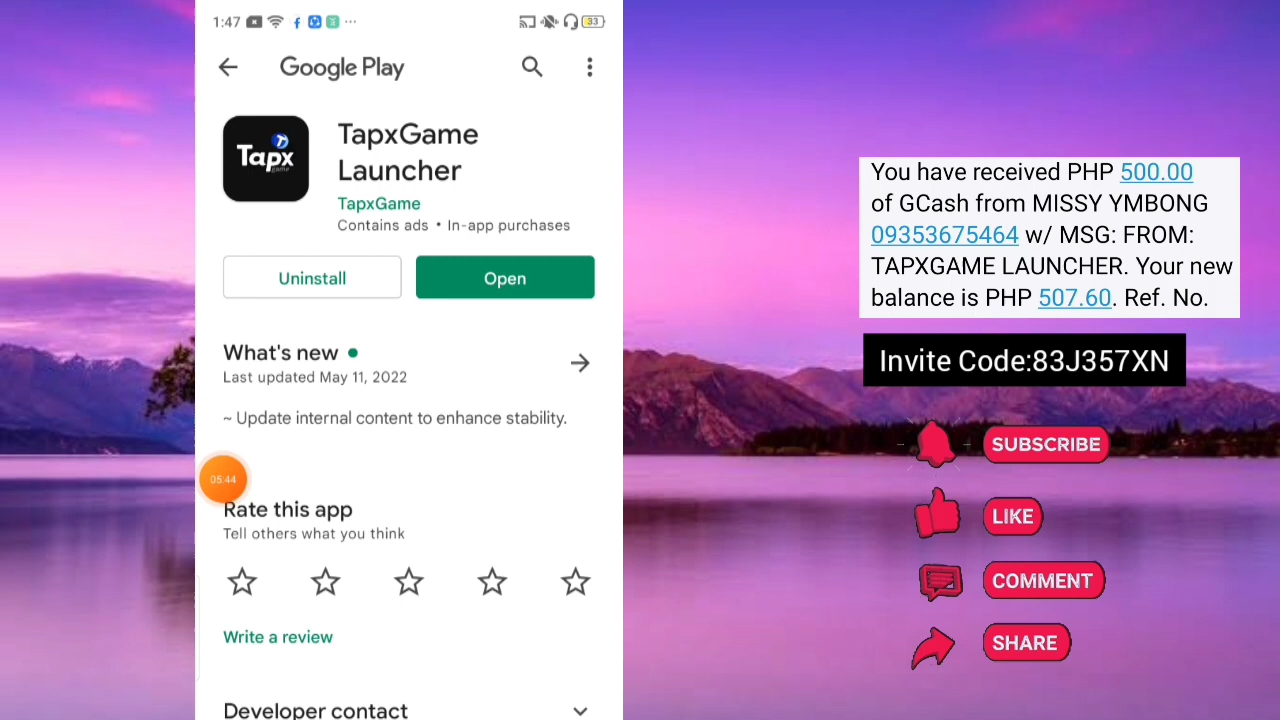 1:47
33
Google Play
Tapx
game
TapxGame
Launcher
TapxGame
Contains ads • In-app purchases
Uninstall
Open
What's new
Last updated May 11, 2022
~ Update internal content to enhance stability.
05:44
Rate this app
Tell others what you think
Write a review
Developer contact
You have received PHP 500.00
of GCash from MISSY YMBONG
09353675464 w/ MSG: FROM:
TAPXGAME LAUNCHER. Your new
balance is PHP 507.60. Ref. No.
Invite Code:83J357XN
SUBSCRIBE
LIKE
COMMENT
SHARE